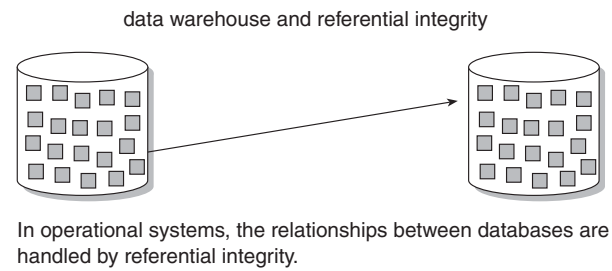 data warehouse and referential integrity
In operational systems, the relationships between databases are
handled by referential integrity.